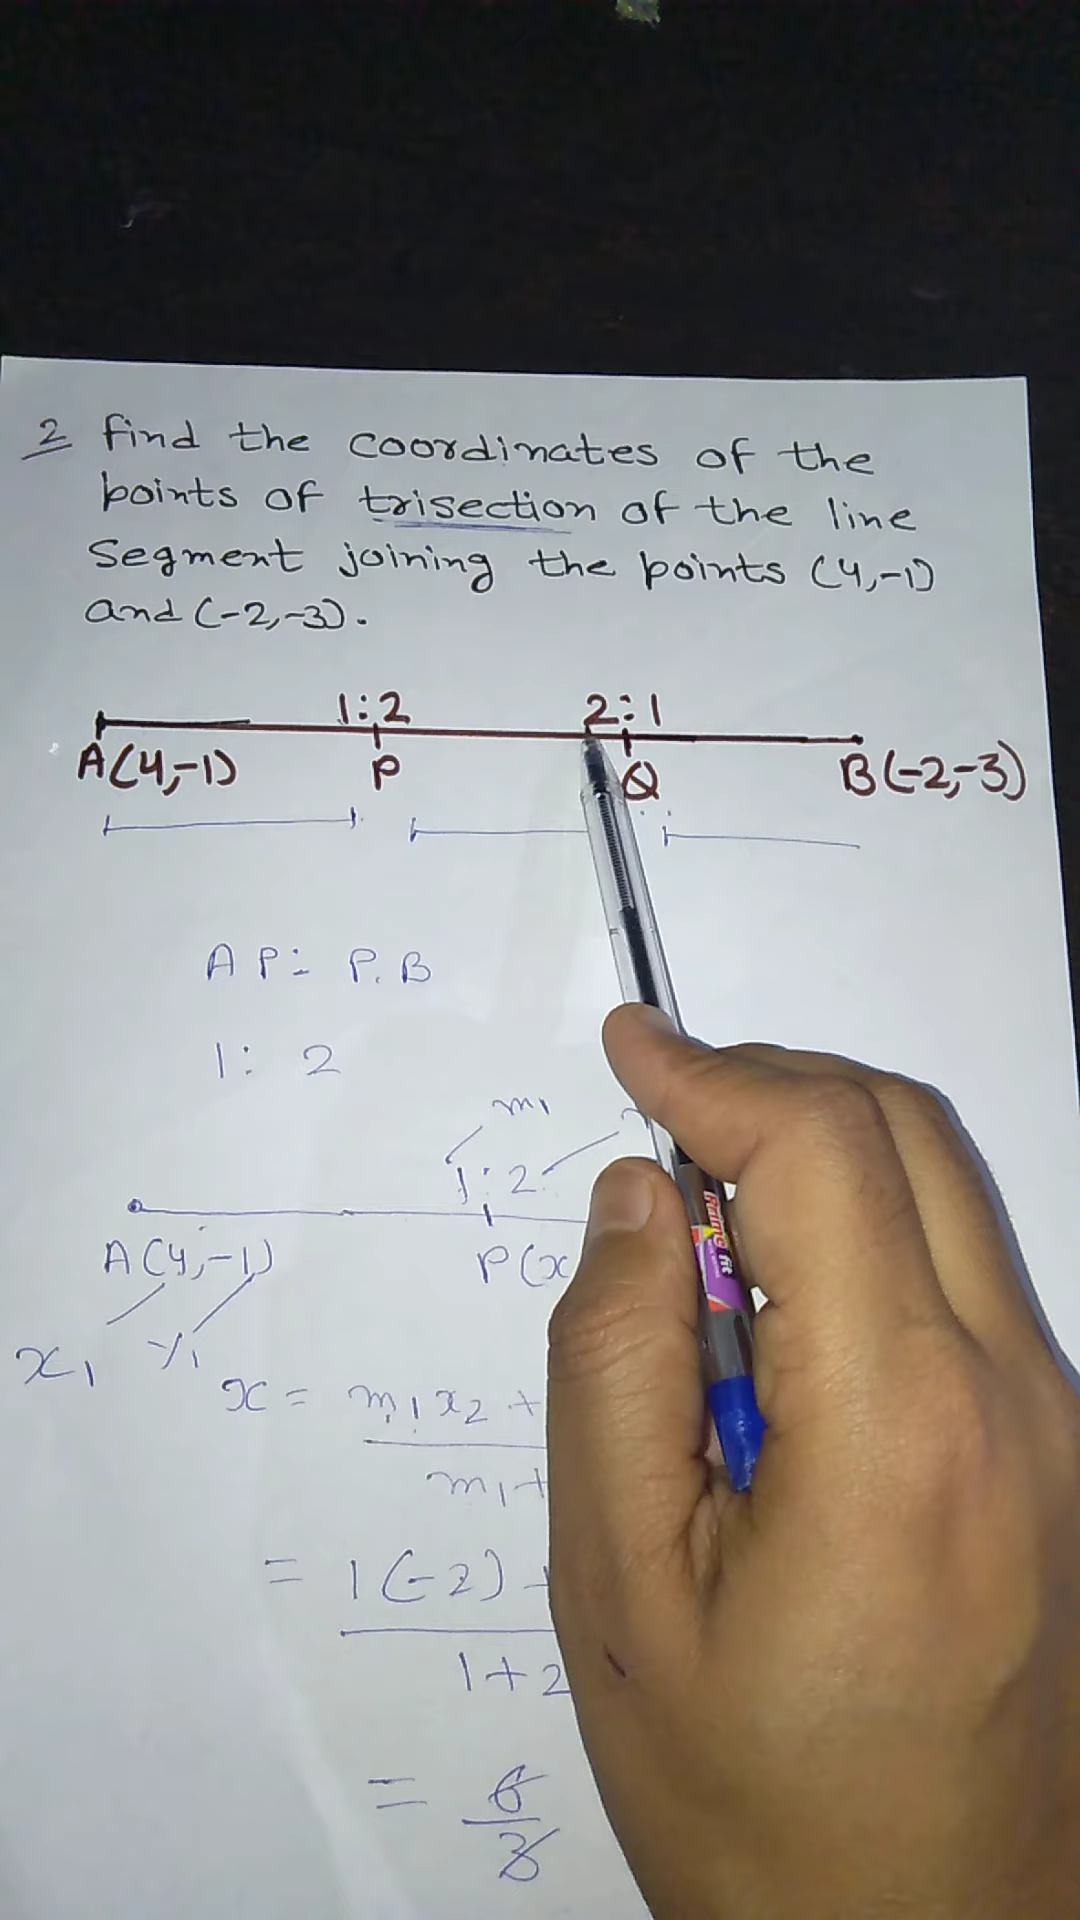 2 find the coordinates of the
points of trisection of the line
Segment joining the points (4,-1)
and (-2,-3).
1:2 2:1
A(4,-1) P Q B(-2,-3)
AP: P.B
1: 2
m1
1:2
A(4,-1) P(x
x1 y1
x = m1x2 +
m1+
= 1(-2) +
1+2
= 6
3
Prime fit